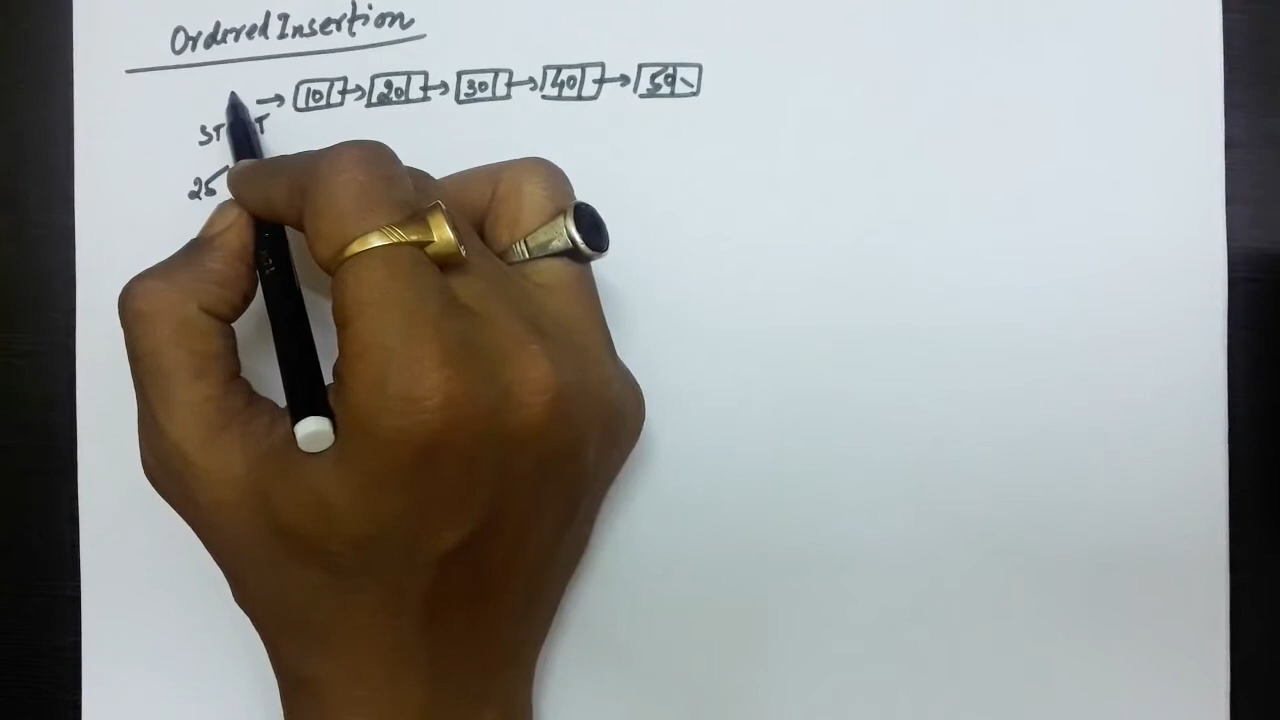 Ordered Insertion
→ 10 → 20 → 30 → 40 → 50
25